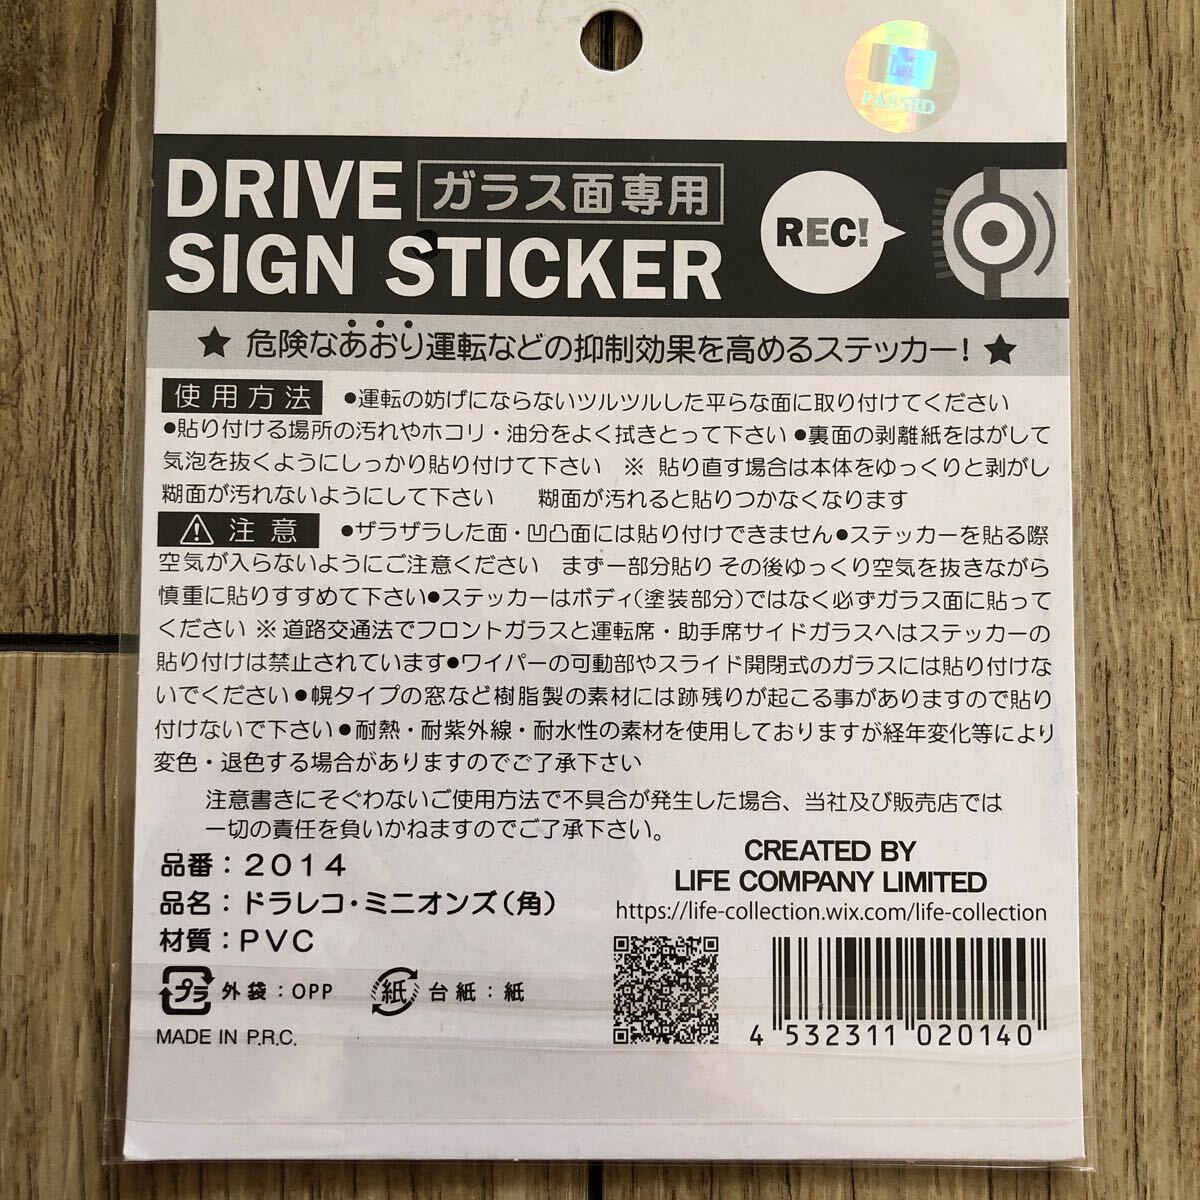 M
PASSED
DRIVE ガラス面専用
SIGN STICKER
REC!
★ 危険なあおり運転などの抑制効果を高めるステッカー! ★
使用方法 ●運転の妨げにならないツルツルした平らな面に取り付けてください
●貼り付ける場所の汚れやホコリ・油分をよく拭きとって下さい●裏面の剥離紙をはがして
気泡を抜くようにしっかり貼り付けて下さい ※ 貼り直す場合は本体をゆっくりと剥がし
糊面が汚れないようにして下さい 糊面が汚れると貼りつかなくなります
注意 ●ザラザラした面・凹凸面には貼り付けできません●ステッカーを貼る際
空気が入らないようにご注意ください まず一部分貼り その後ゆっくり空気を抜きながら
慎重に貼りすすめて下さい●ステッカーはボディ(塗装部分)ではなく必ずガラス面に貼って
ください ※ 道路交通法でフロントガラスと運転席・助手席サイドガラスへはステッカーの
貼り付けは禁止されています●ワイパーの可動部やスライド開閉式のガラスには貼り付けな
いでください●幌タイプの窓など樹脂製の素材には跡残りが起こる事がありますので貼り
付けないで下さい●耐熱・耐紫外線・耐水性の素材を使用しておりますが経年変化等により
変色・退色する場合がありますのでご了承下さい
注意書きにそぐわないご使用方法で不具合が発生した場合、当社及び販売店では
一切の責任を負いかねますのでご了承下さい。
品番:2014
品名:ドラレコ・ミニオンズ(角)
材質:PVC
プラ 外袋:OPP 紙 台紙:紙
MADE IN P.R.C.
CREATED BY
LIFE COMPANY LIMITED
https://life-collection.wix.com/life-collection
4 532311 020140